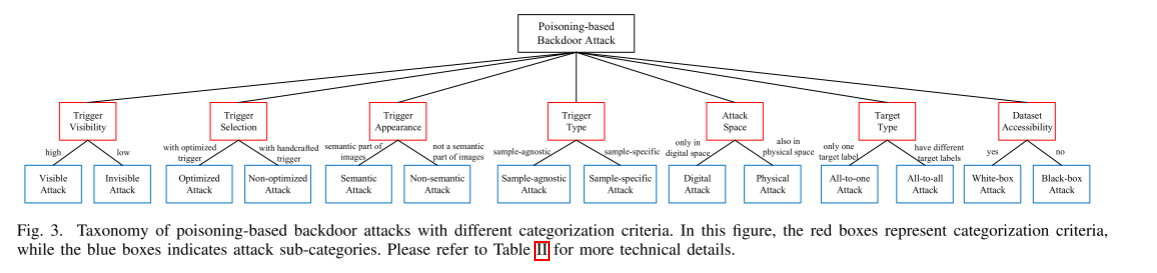 Poisoning-based
Backdoor Attack
Trigger
Visibility
Trigger
Selection
Trigger
Appearance
Trigger
Type
Attack
Space
Target
Type
Dataset
Accessibility
high
low
with optimized
trigger
with handcrafted
trigger
semantic part of
images
not a semantic
part of images
sample-agnostic
sample-specific
only in
digital space
also in
physical space
only one
target label
have different
target labels
yes
no
Visible
Attack
Invisible
Attack
Optimized
Attack
Non-optimized
Attack
Semantic
Attack
Non-semantic
Attack
Sample-agnostic
Attack
Sample-specific
Attack
Digital
Attack
Physical
Attack
All-to-one
Attack
All-to-all
Attack
White-box
Attack
Black-box
Attack
Fig. 3. Taxonomy of poisoning-based backdoor attacks with different categorization criteria. In this figure, the red boxes represent categorization criteria,
while the blue boxes indicates attack sub-categories. Please refer to Table II for more technical details.